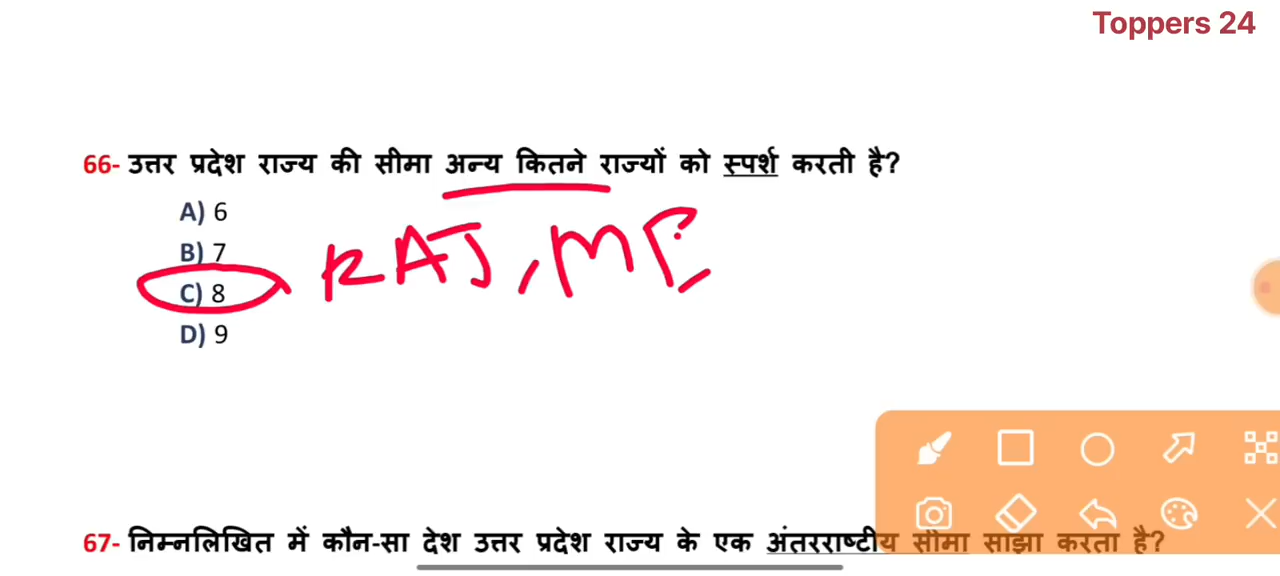 Toppers 24
66- उत्तर प्रदेश राज्य की सीमा अन्य कितने राज्यों को स्पर्श करती है?
A) 6
B) 7
C) 8
D) 9
RAJ, MP
67- निम्नलिखित में कौन-सा देश उत्तर प्रदेश राज्य के एक अंतरराष्टीय सीमा साझा करता है?